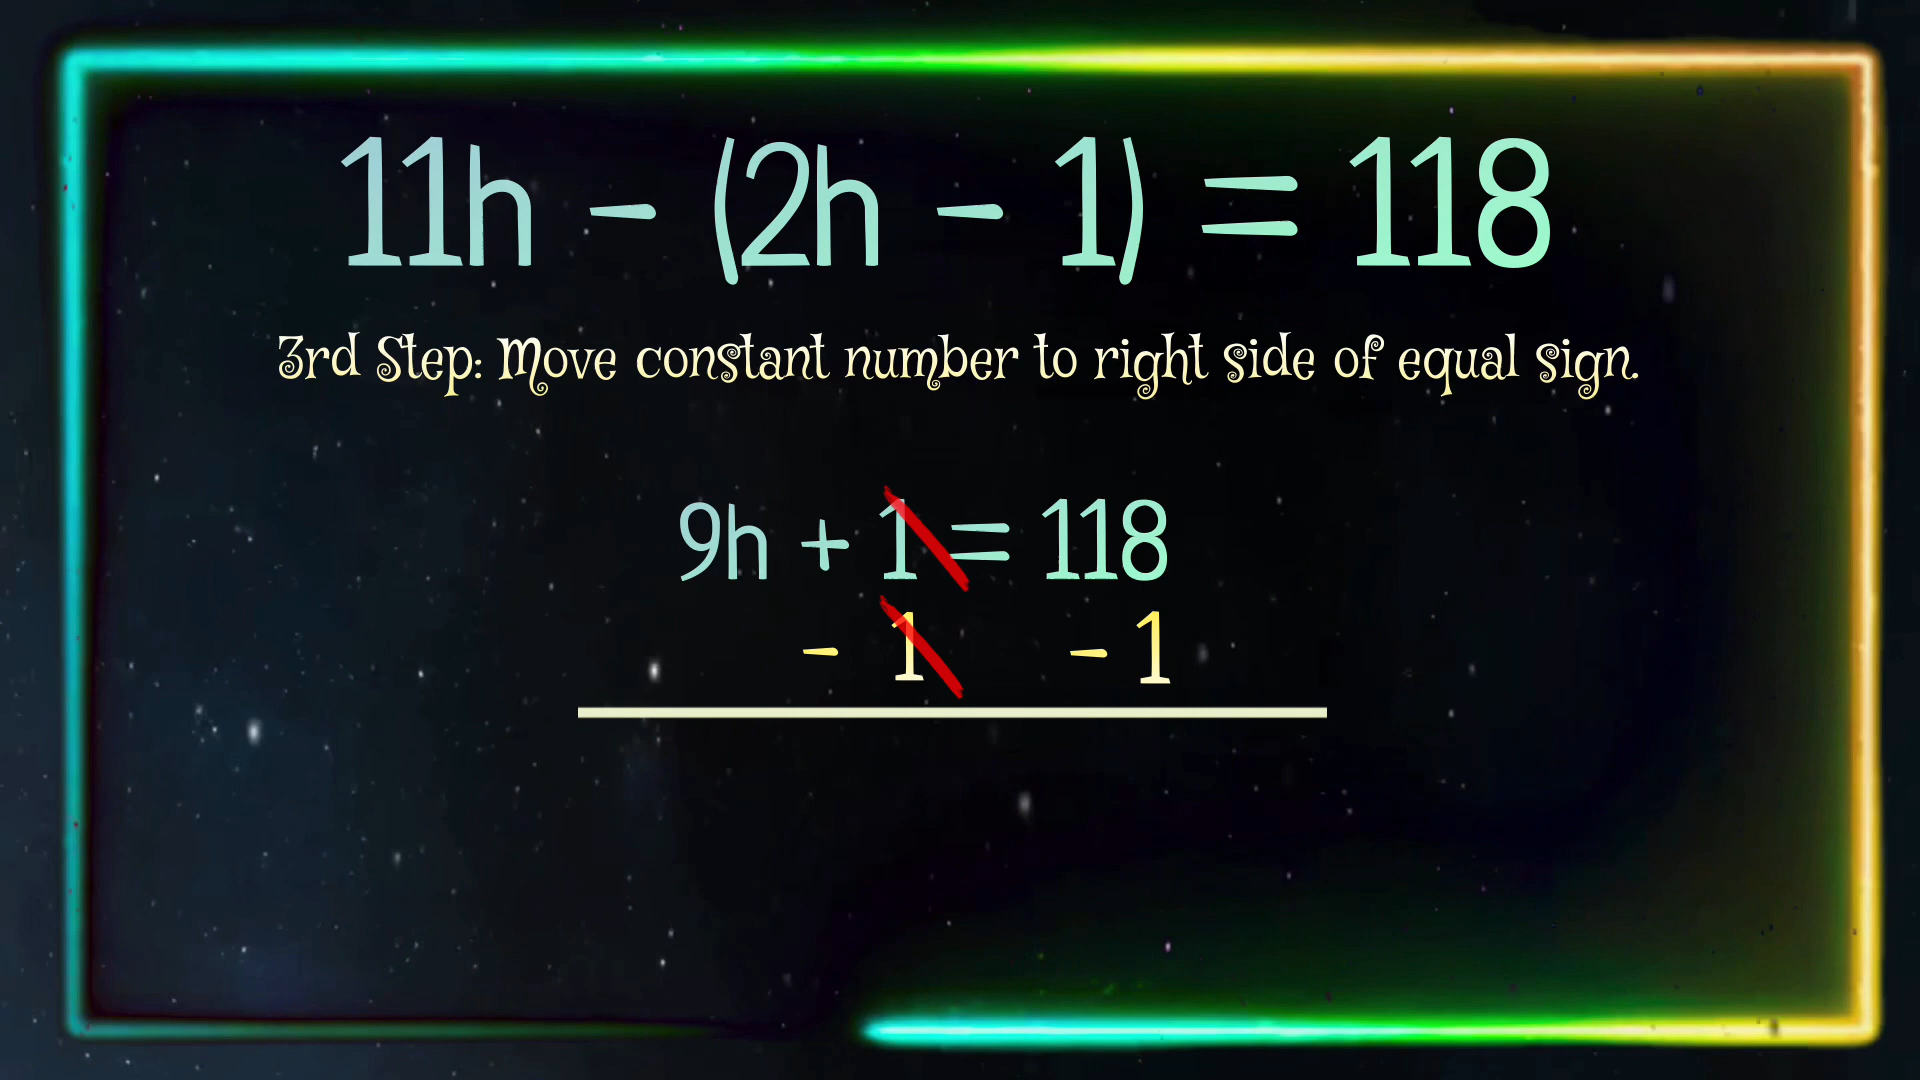 11h - (2h - 1) = 118
3rd Step: Move constant number to right side of equal sign.
9h + 1 = 118
- 1 - 1